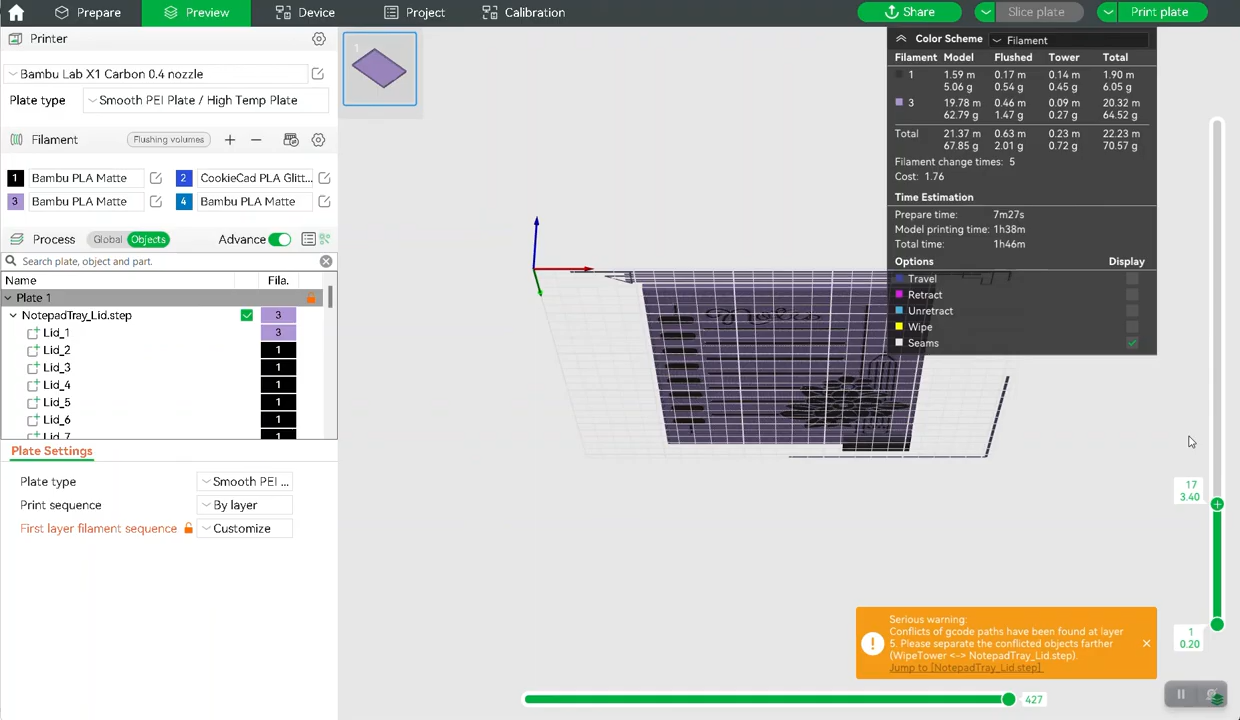 Prepare
Preview
Device
Project
Calibration
Share
Slice plate
Print plate
Printer
Bambu Lab X1 Carbon 0.4 nozzle
Plate type
Smooth PEI Plate / High Temp Plate
Filament
Flushing volumes
1 Bambu PLA Matte
2 CookieCad PLA Glitt...
3 Bambu PLA Matte
4 Bambu PLA Matte
Process
Global
Objects
Advance
Search plate, object and part.
Name
Fila.
Plate 1
NotepadTray_Lid.step 3
Lid_1 3
Lid_2 1
Lid_3 1
Lid_4 1
Lid_5 1
Lid_6 1
Lid_7 1
Plate Settings
Plate type Smooth PEI ...
Print sequence By layer
First layer filament sequence Customize
1
Color Scheme Filament
Filament Model Flushed Tower Total
1 1.59 m 0.17 m 0.14 m 1.90 m
5.06 g 0.54 g 0.45 g 6.05 g
3 19.78 m 0.46 m 0.09 m 20.32 m
62.79 g 1.47 g 0.27 g 64.52 g
Total 21.37 m 0.63 m 0.23 m 22.23 m
67.85 g 2.01 g 0.72 g 70.57 g
Filament change times: 5
Cost: 1.76
Time Estimation
Prepare time: 7m27s
Model printing time: 1h38m
Total time: 1h46m
Options Display
Travel
Retract
Unretract
Wipe
Seams
17
3.40
1
0.20
Serious warning:
Conflicts of gcode paths have been found at layer
5. Please separate the conflicted objects farther
(WipeTower <-> NotepadTray_Lid.step).
Jump to [NotepadTray_Lid.step]
427